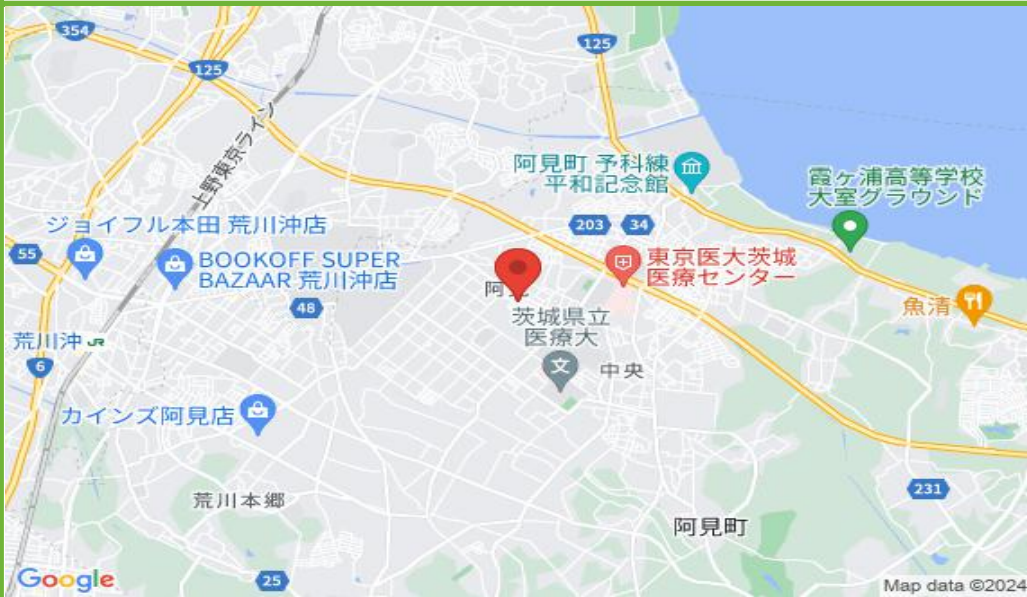 354
125
125
上野東京ライン
阿見町 予科練
平和記念館
霞ヶ浦高等学校
大室グラウンド
ジョイフル本田 荒川沖店
203
34
55
BOOKOFF SUPER
BAZAAR 荒川沖店
東京医大茨城
医療センター
阿見
48
魚清
茨城県立
医療大
荒川沖 JR
6
中央
カインズ阿見店
文
231
荒川本郷
阿見町
25
Google
Map data ©2024